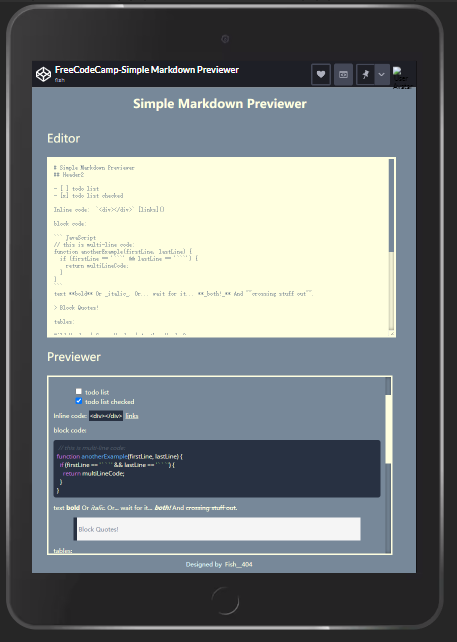 FreeCodeCamp-Simple Markdown Previewer
fish
Simple Markdown Previewer
Editor
# Simple Markdown Previewer
## Header2
- [ ] todo list
- [x] todo list checked
Inline code: `<div></div>` [links]()
block code:
``` JavaScript
// this is multi-line code:
function anotherExample(firstLine, lastLine) {
if (firstLine == '```' && lastLine == '```') {
return multiLineCode;
}
}
```
text **bold** Or _italic_. Or... wait for it... **_both!_** And ~~crossing stuff out~~.
> Block Quotes!
tables:
Previewer
todo list
todo list checked
Inline code: <div></div> links
block code:
// this is multi-line code:
function anotherExample(firstLine, lastLine) {
if (firstLine == '```' && lastLine == '```') {
return multiLineCode;
}
}
text bold Or italic. Or... wait for it... both! And crossing stuff out.
Block Quotes!
tables:
Designed by Fish__404